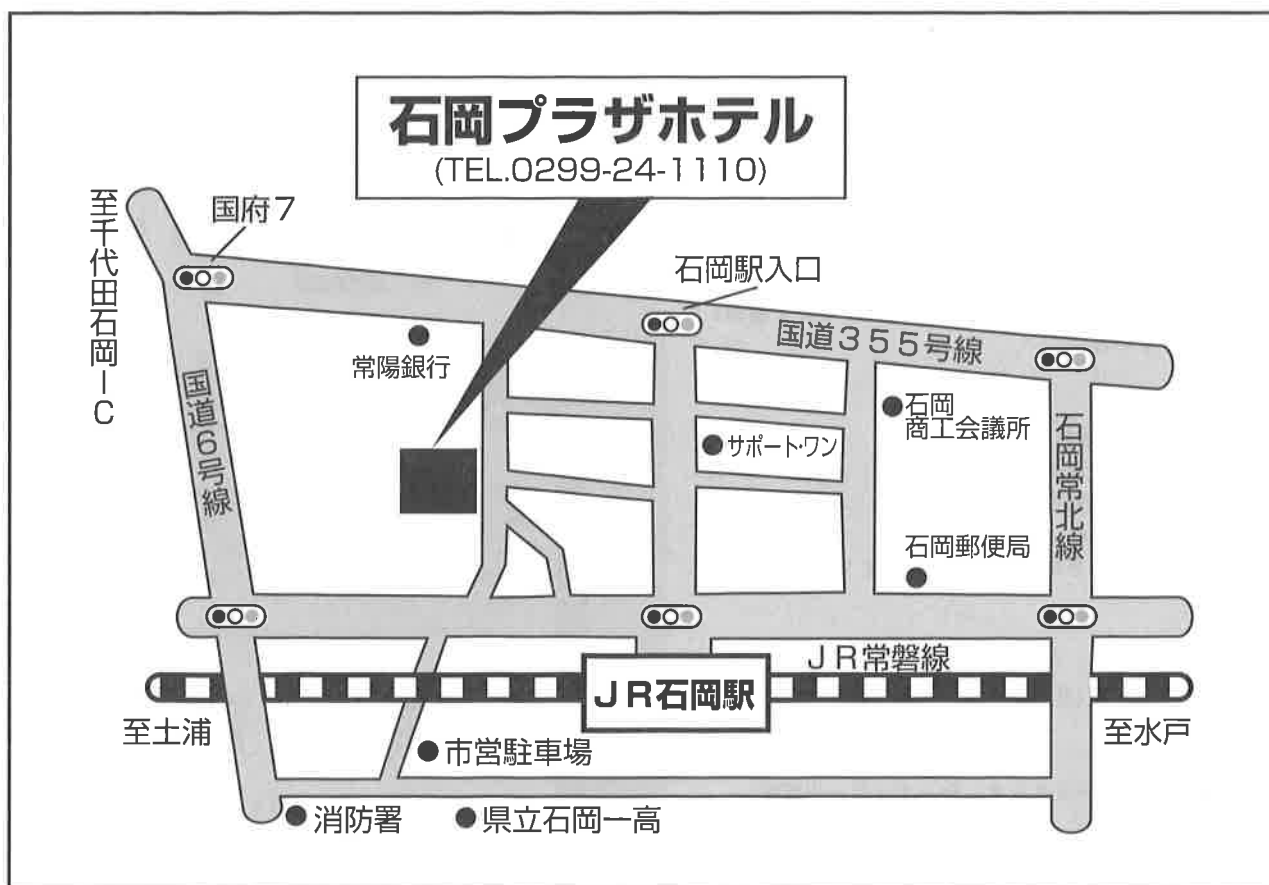 石岡プラザホテル
(TEL.0299-24-1110)
至千代田石岡ーC
国府7
石岡駅入口
国道355号線
常陽銀行
国道6号線
石岡
商工会議所
サポート・ワン
石岡常北線
石岡郵便局
JR常磐線
JR石岡駅
至土浦
至水戸
市営駐車場
消防署
県立石岡一高